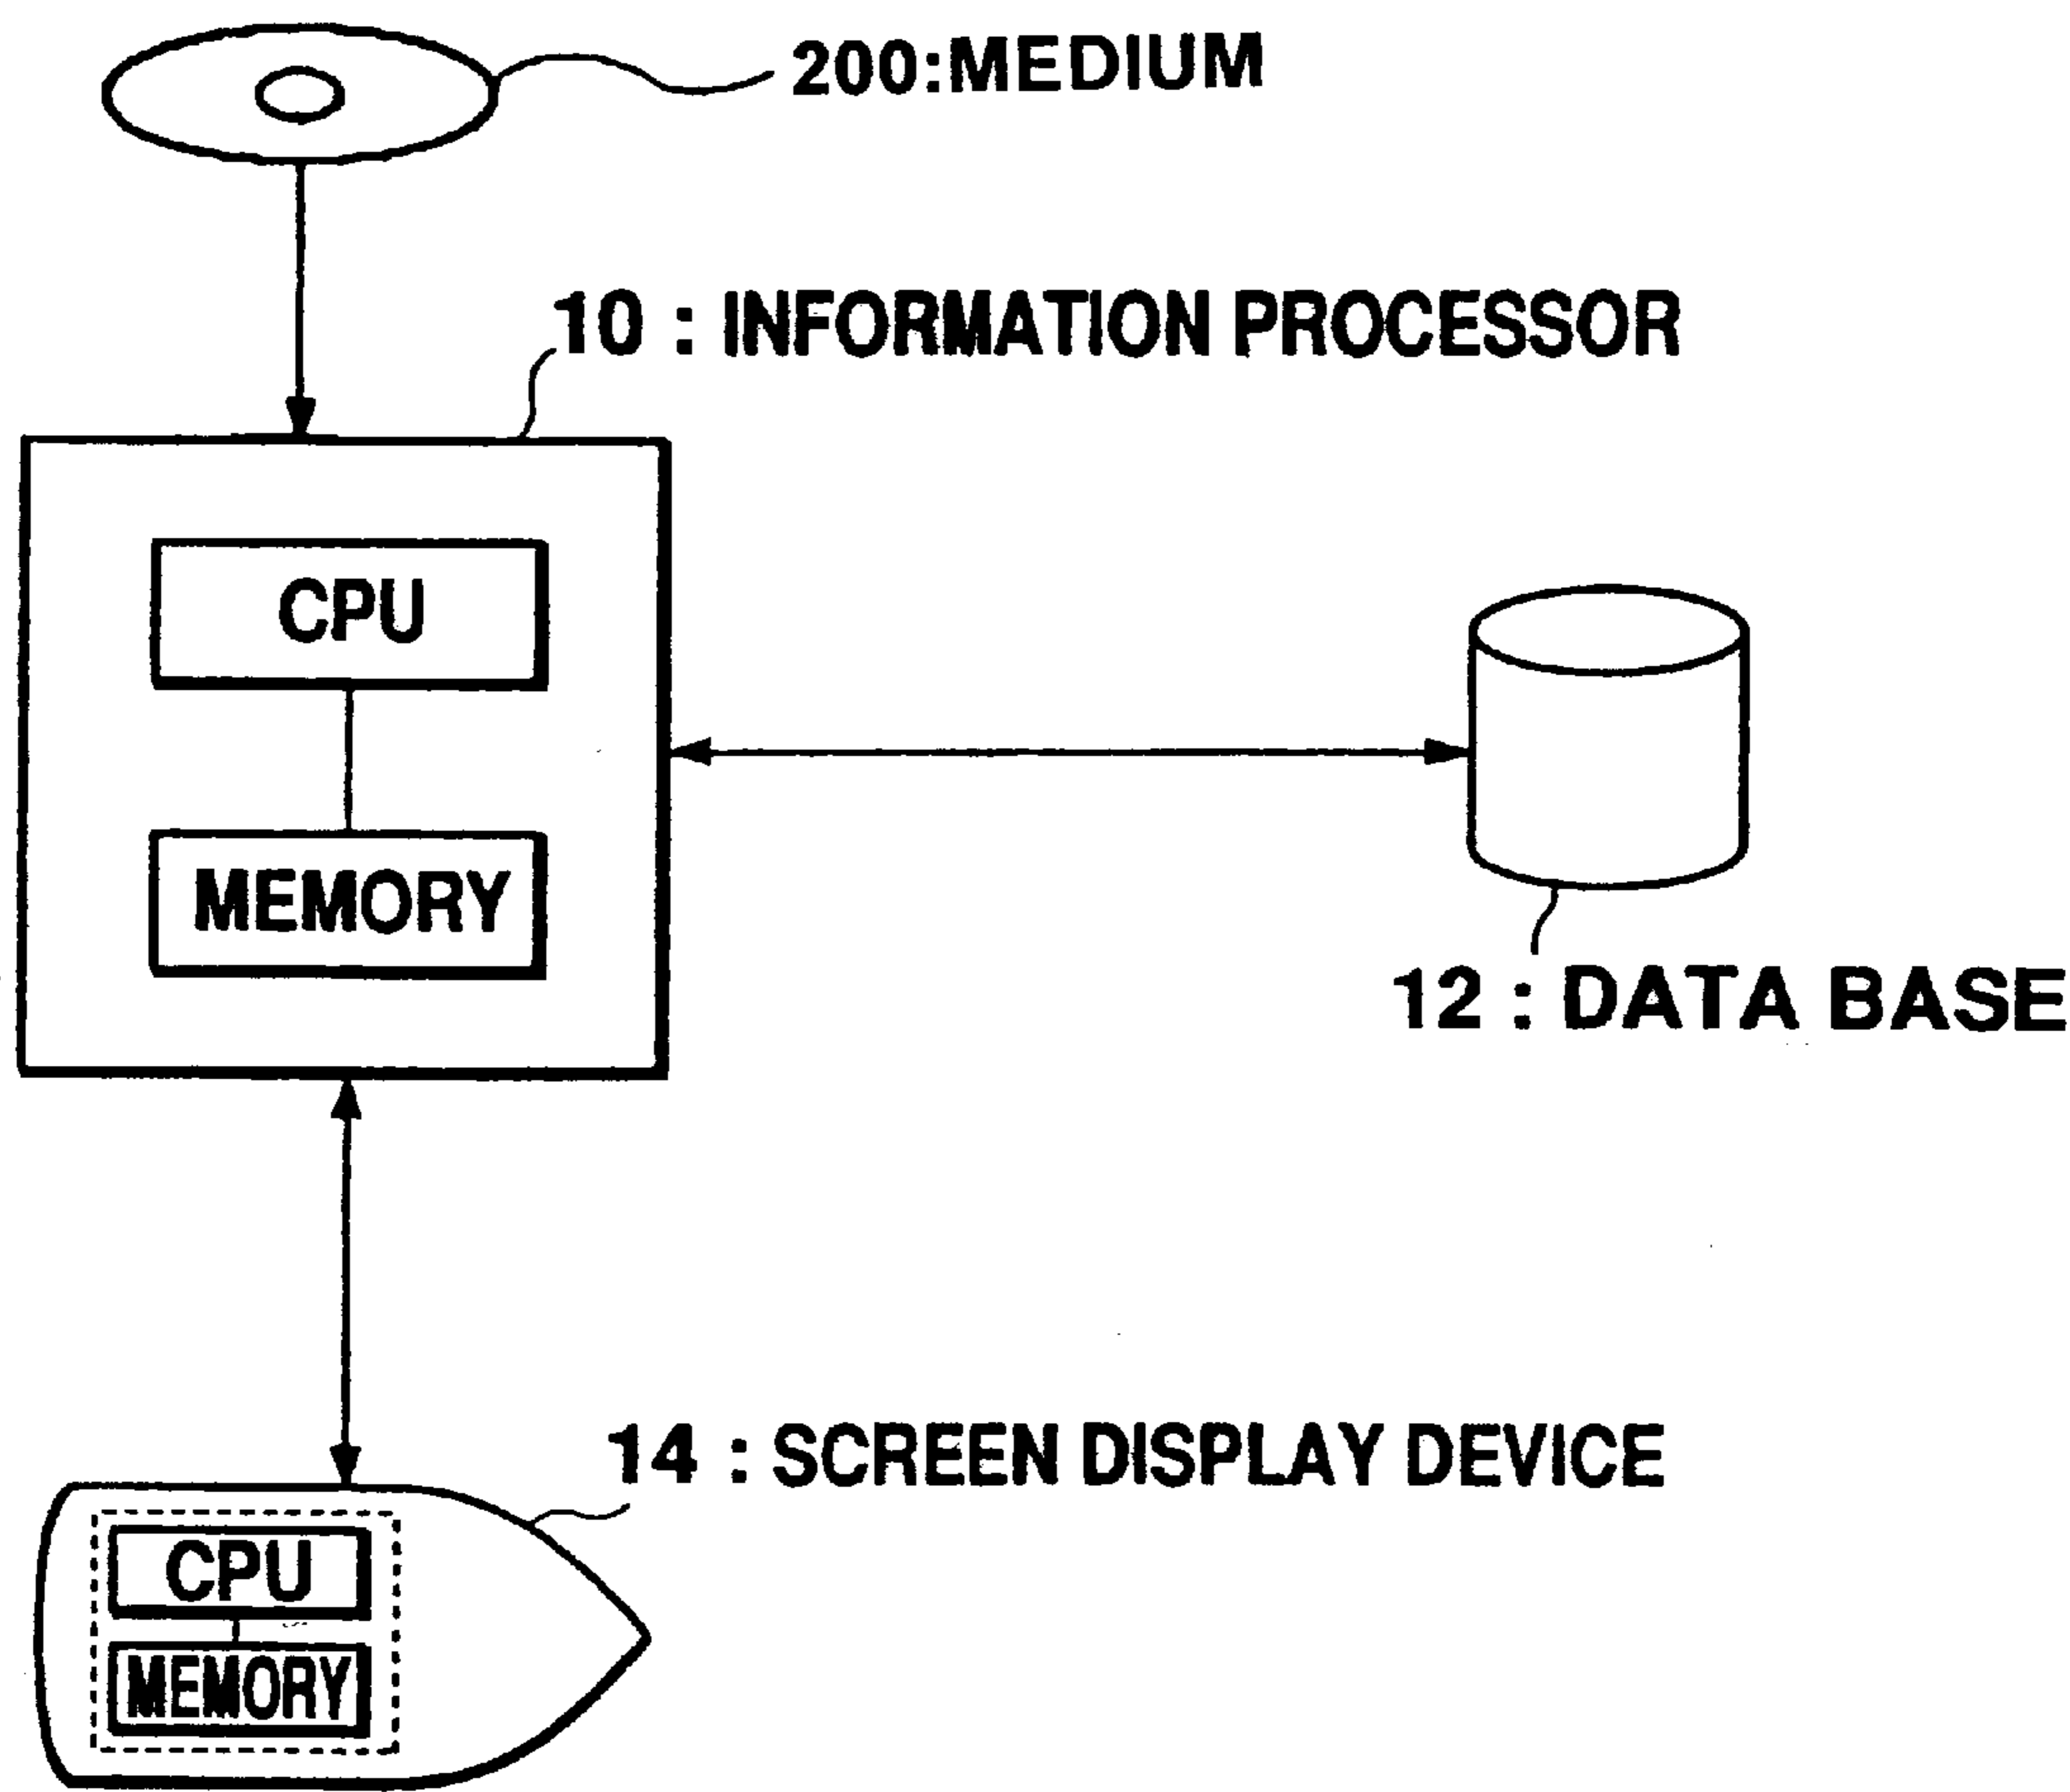 200:MEDIUM
10 : INFORMATION PROCESSOR
CPU
MEMORY
12 : DATA BASE
14 : SCREEN DISPLAY DEVICE
CPU
MEMORY